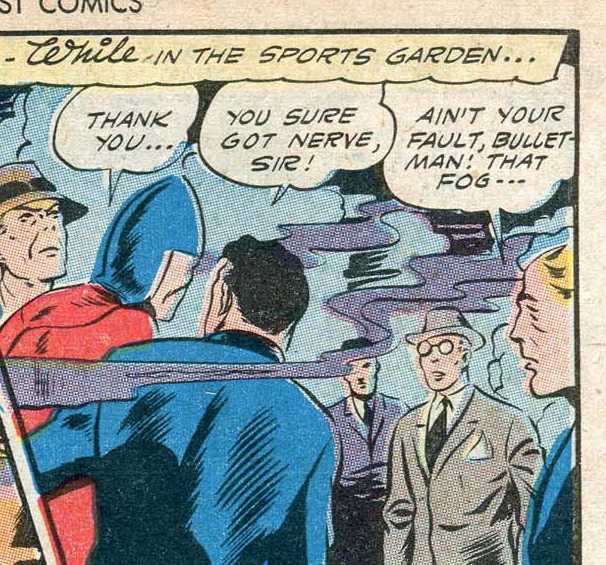 ST COMICS
- While - IN THE SPORTS GARDEN...
THANK
YOU...
YOU SURE
GOT NERVE,
SIR!
AIN'T YOUR
FAULT, BULLET-
MAN! THAT
FOG---